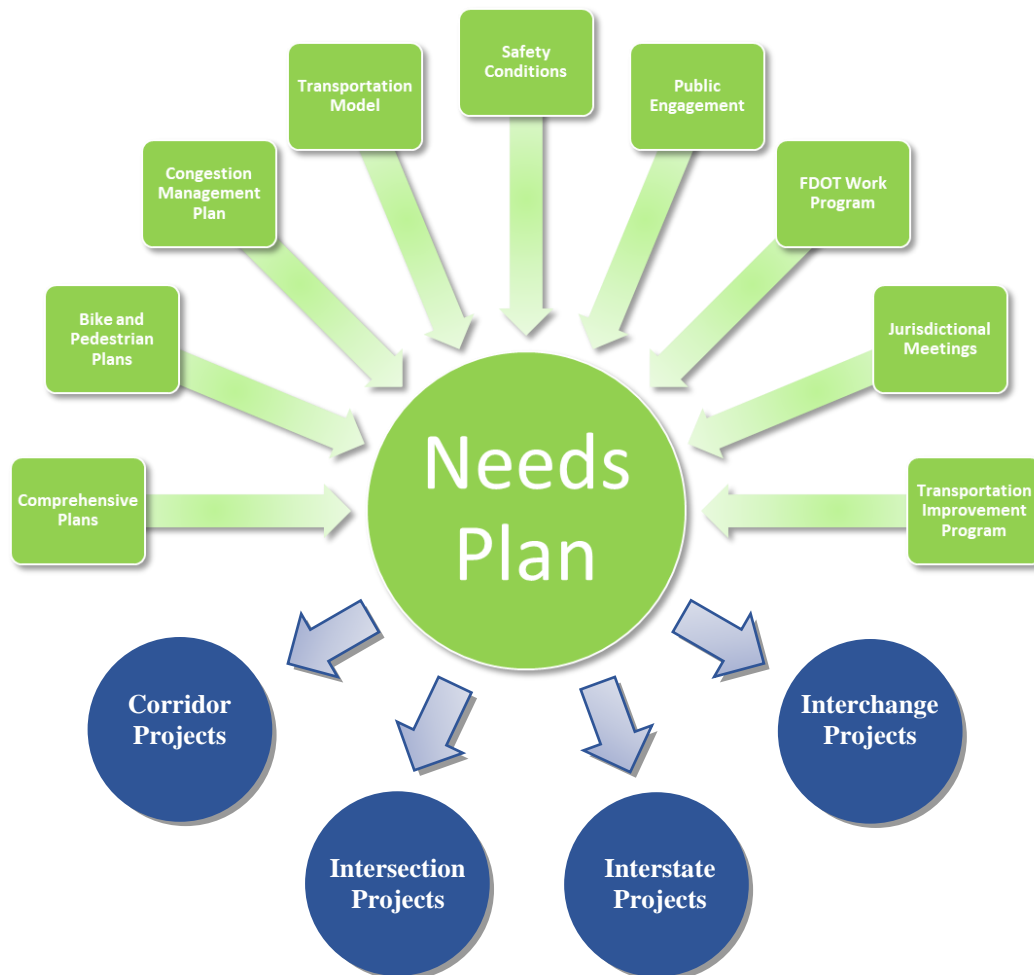 Safety
Conditions
Transportation
Model
Public
Engagement
Congestion
Management
Plan
FDOT Work
Program
Bike and
Pedestrian
Plans
Jurisdictional
Meetings
Comprehensive
Plans
Needs
Plan
Transportation
Improvement
Program
Corridor
Projects
Intersection
Projects
Interstate
Projects
Interchange
Projects